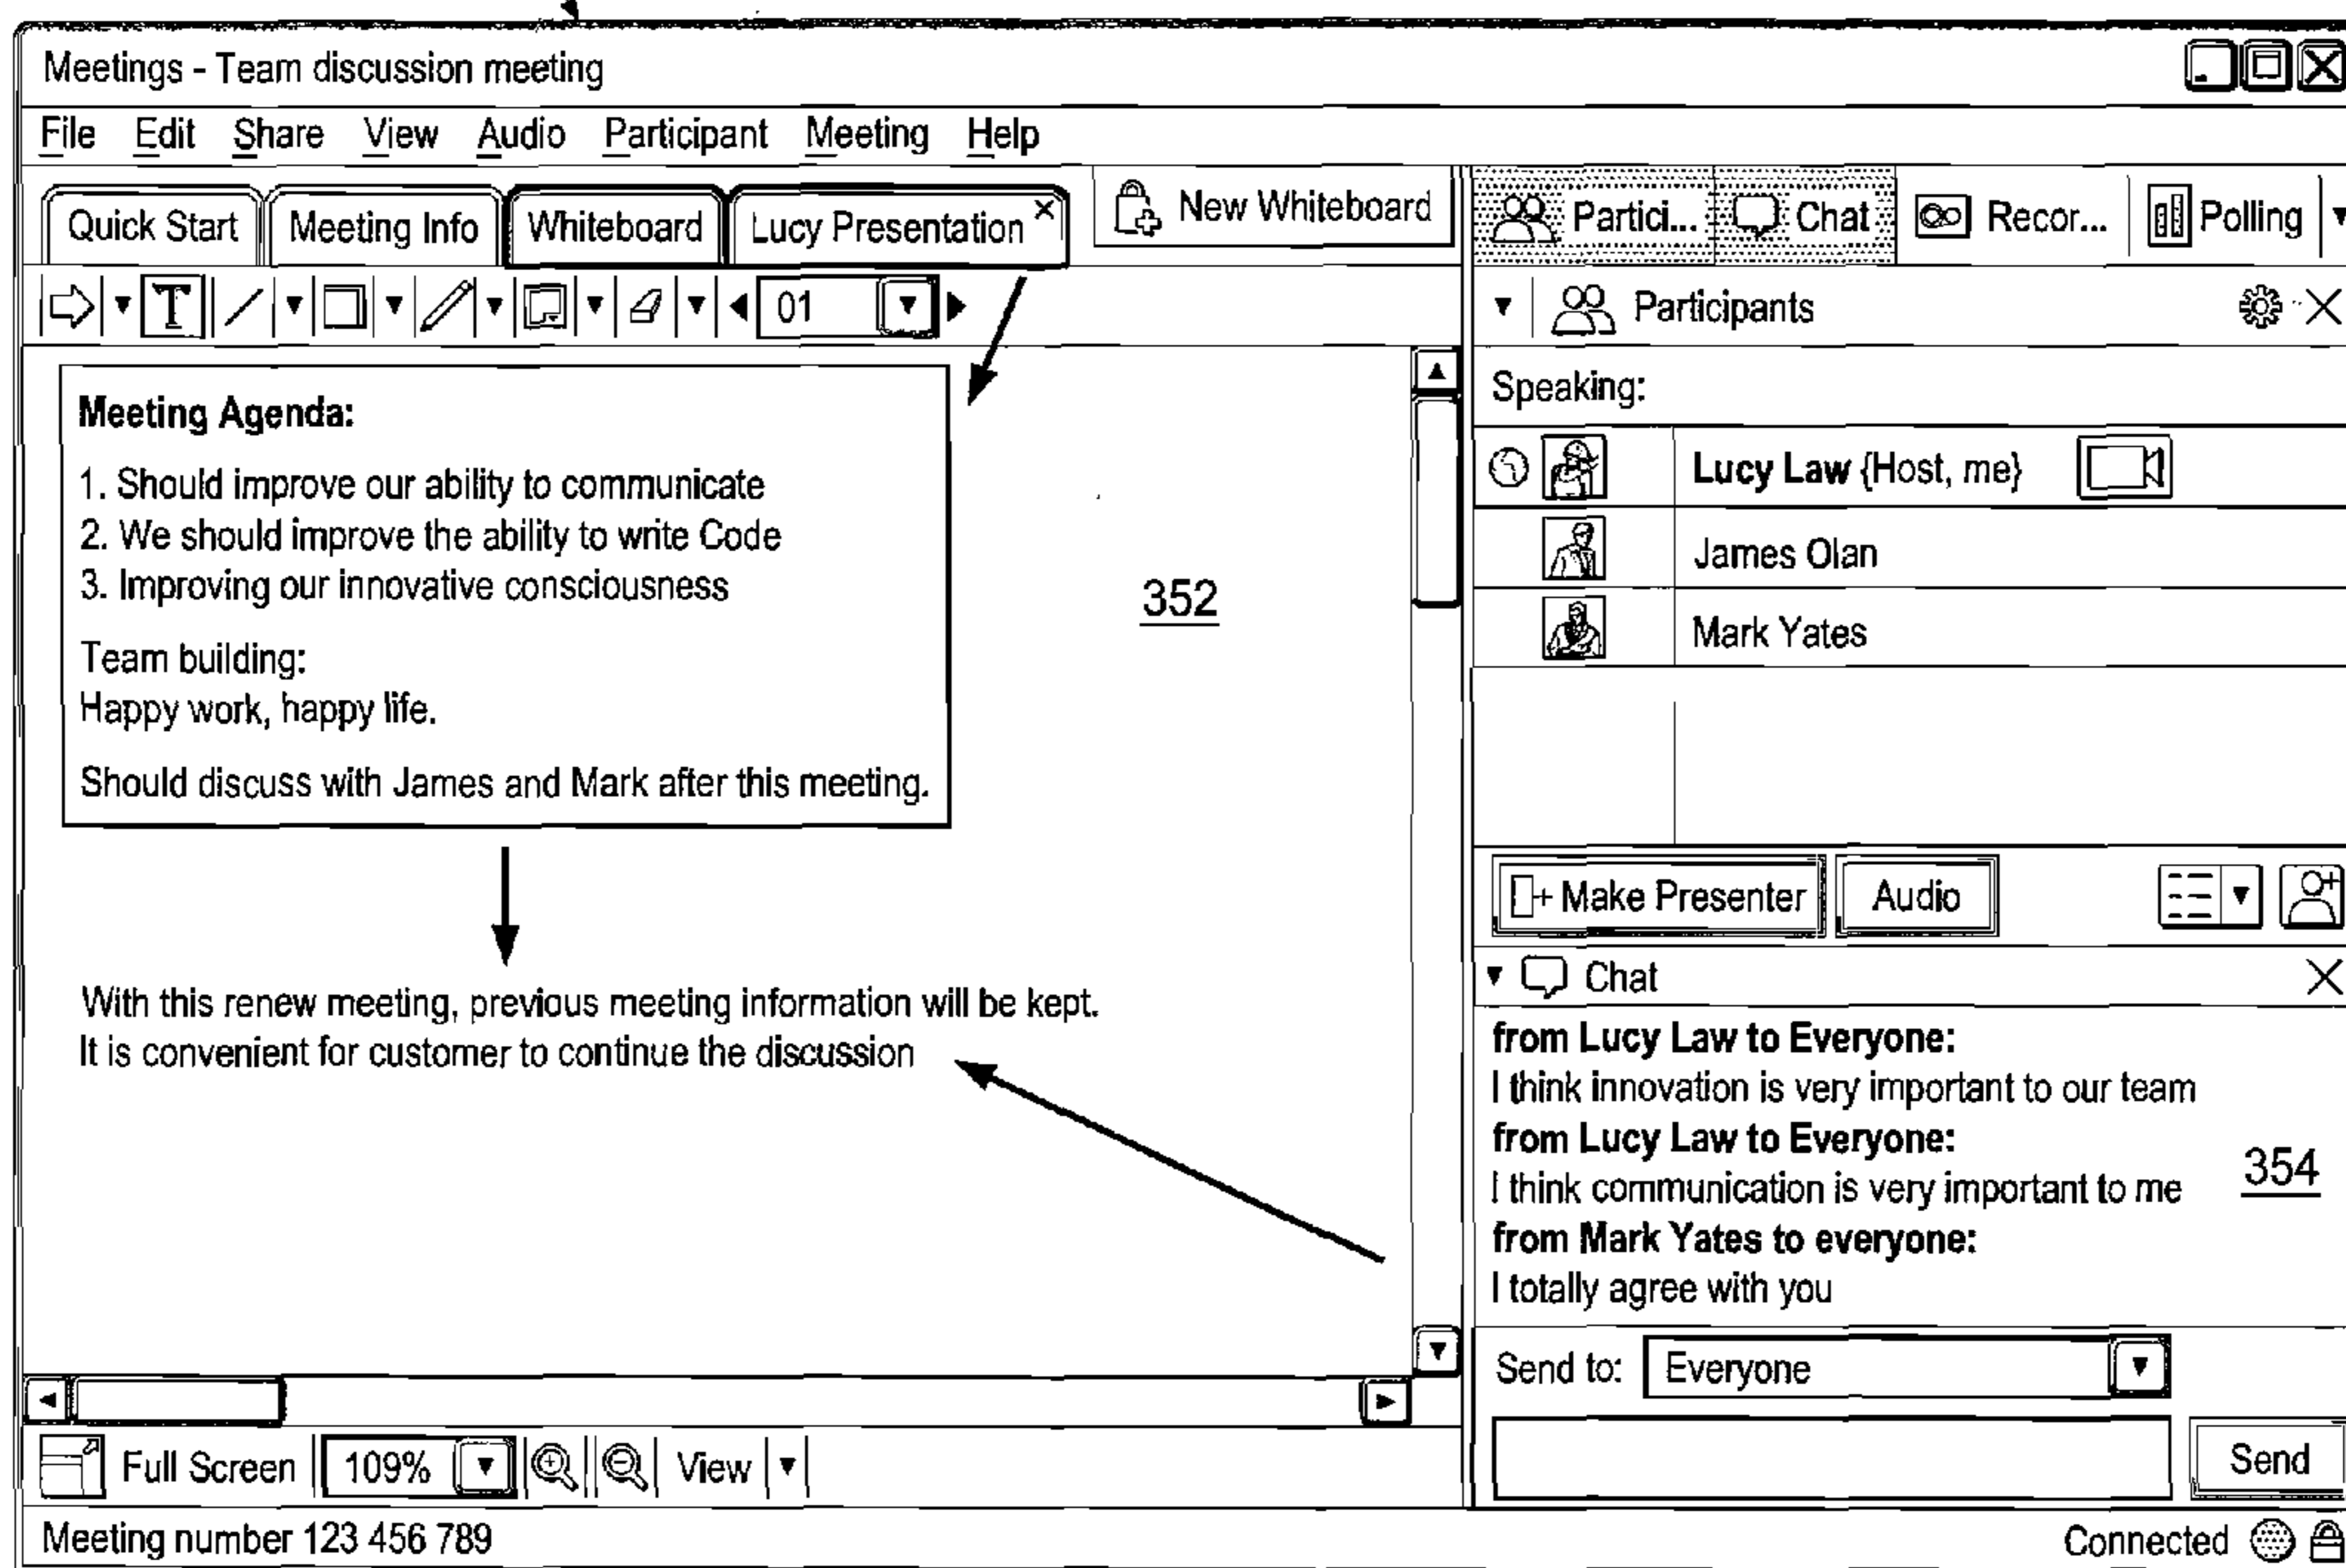 Meetings - Team discussion meeting
File Edit Share View Audio Participant Meeting Help
Quick Start Meeting Info Whiteboard Lucy Presentation × New Whiteboard
Partici... Chat Recor... Polling
T 01
Participants
Meeting Agenda:
1. Should improve our ability to communicate
2. We should improve the ability to write Code
3. Improving our innovative consciousness
Team building:
Happy work, happy life.
Should discuss with James and Mark after this meeting.
352
With this renew meeting, previous meeting information will be kept.
It is convenient for customer to continue the discussion
Speaking:
Lucy Law {Host, me}
James Olan
Mark Yates
Make Presenter Audio
Chat
from Lucy Law to Everyone:
I think innovation is very important to our team
from Lucy Law to Everyone:
I think communication is very important to me
354
from Mark Yates to everyone:
I totally agree with you
Send to: Everyone
Send
Full Screen 109% View
Meeting number 123 456 789
Connected